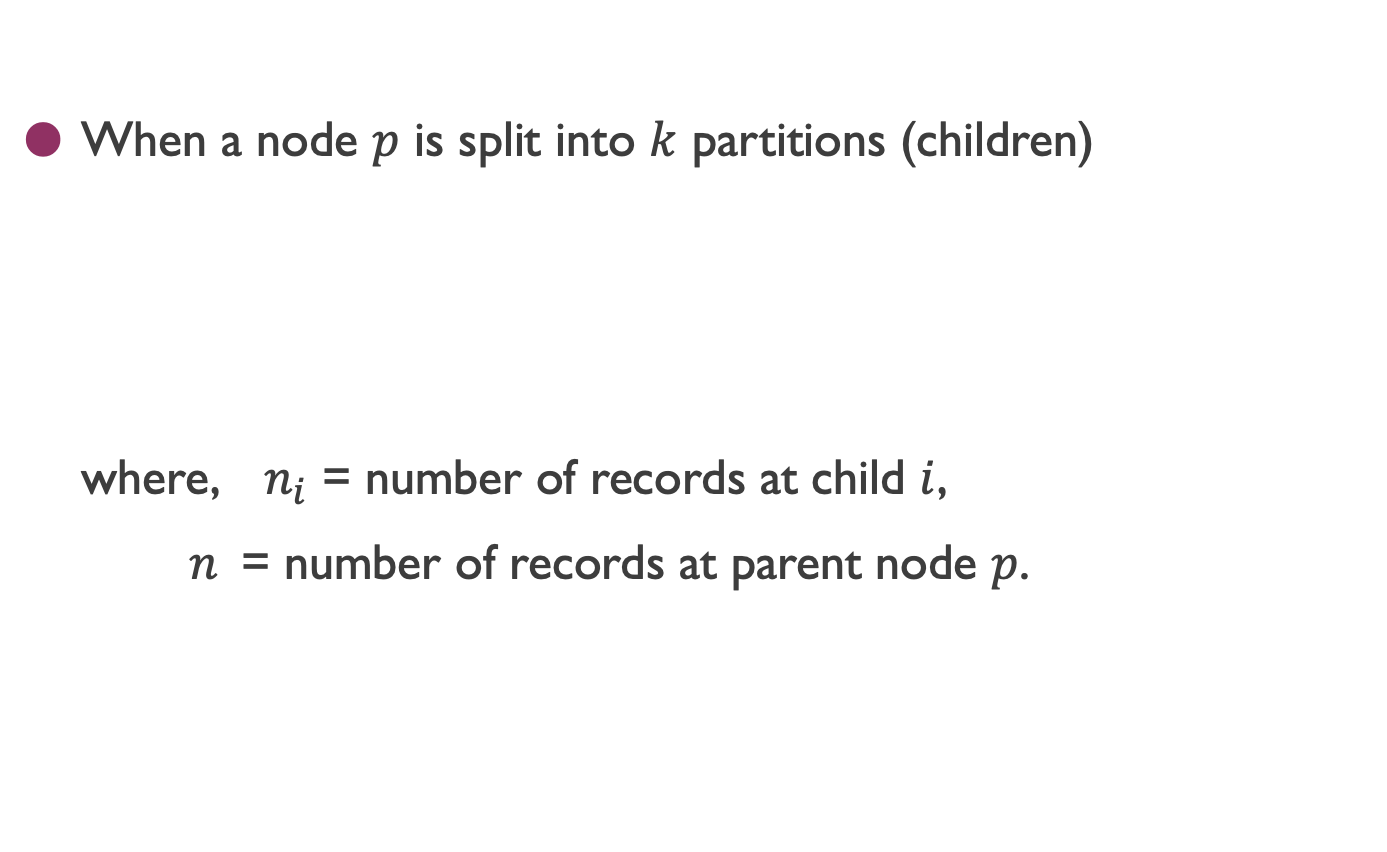 When a node 𝑝 is split into 𝑘 partitions (children)
where, 𝑛ᵢ = number of records at child 𝑖,
𝑛 = number of records at parent node 𝑝.